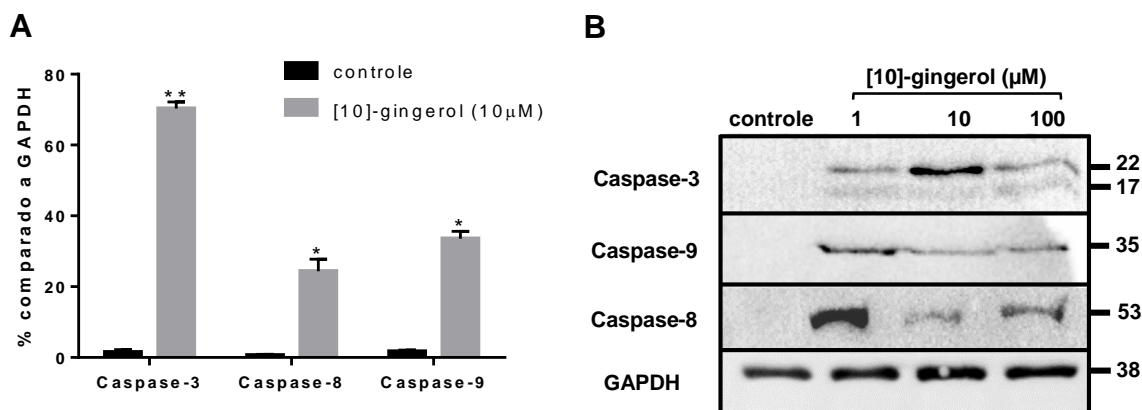 A
% comparado a GAPDH
80
60
40
20
0
** 
*
*
controle
[10]-gingerol (10μM)
Caspase-3 Caspase-8 Caspase-9
B
[10]-gingerol (μM)
controle 1 10 100
Caspase-3
22
17
Caspase-9
35
Caspase-8
53
GAPDH
38